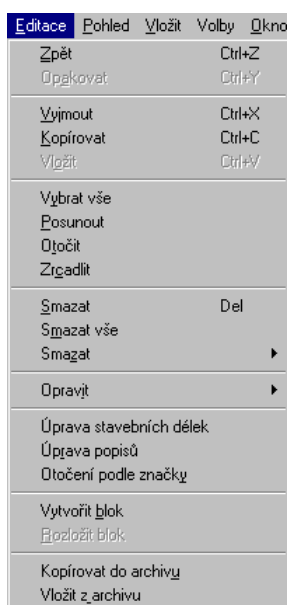 Editace Pohled Vložit Volby Okno
Zpět Ctrl+Z
Opakovat Ctrl+Y
Vyjmout Ctrl+X
Kopírovat Ctrl+C
Vložit Ctrl+V
Vybrat vše
Posunout
Otočit
Zrcadlit
Smazat Del
Smazat vše
Smazat
Opravit
Úprava stavebních délek
Úprava popisů
Otočení podle značky
Vytvořit blok
Rozložit blok
Kopírovat do archivu
Vložit z archivu